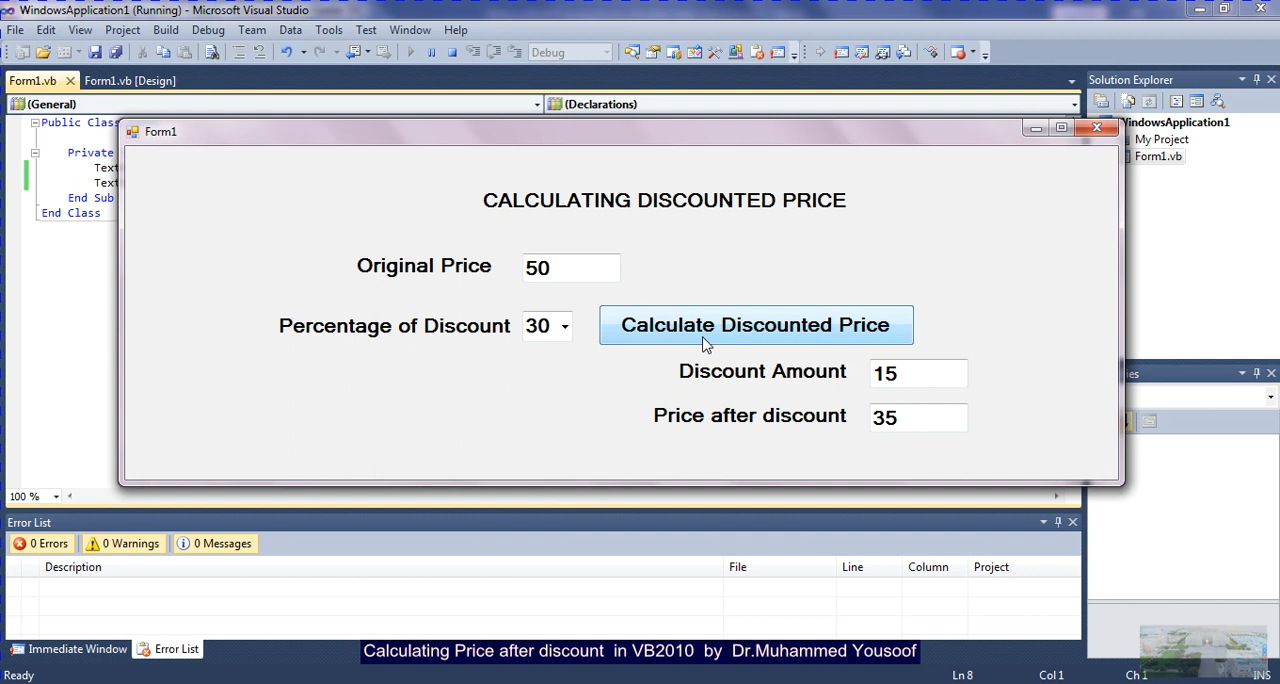 WindowsApplication1 (Running) - Microsoft Visual Studio
File Edit View Project Build Debug Team Data Tools Test Window Help
Debug
Form1.vb Form1.vb [Design]
Solution Explorer
(General) (Declarations)
Public Class
Private
Text
Text
End Sub
End Class
WindowsApplication1
My Project
Form1.vb
Form1
CALCULATING DISCOUNTED PRICE
Original Price 50
Percentage of Discount 30 Calculate Discounted Price
Discount Amount 15
Price after discount 35
100 %
Error List
0 Errors 0 Warnings 0 Messages
Description File Line Column Project
Immediate Window Error List
Calculating Price after discount in VB2010 by Dr.Muhammed Yousoof
Ready Ln 8 Col 1 Ch 1 INS